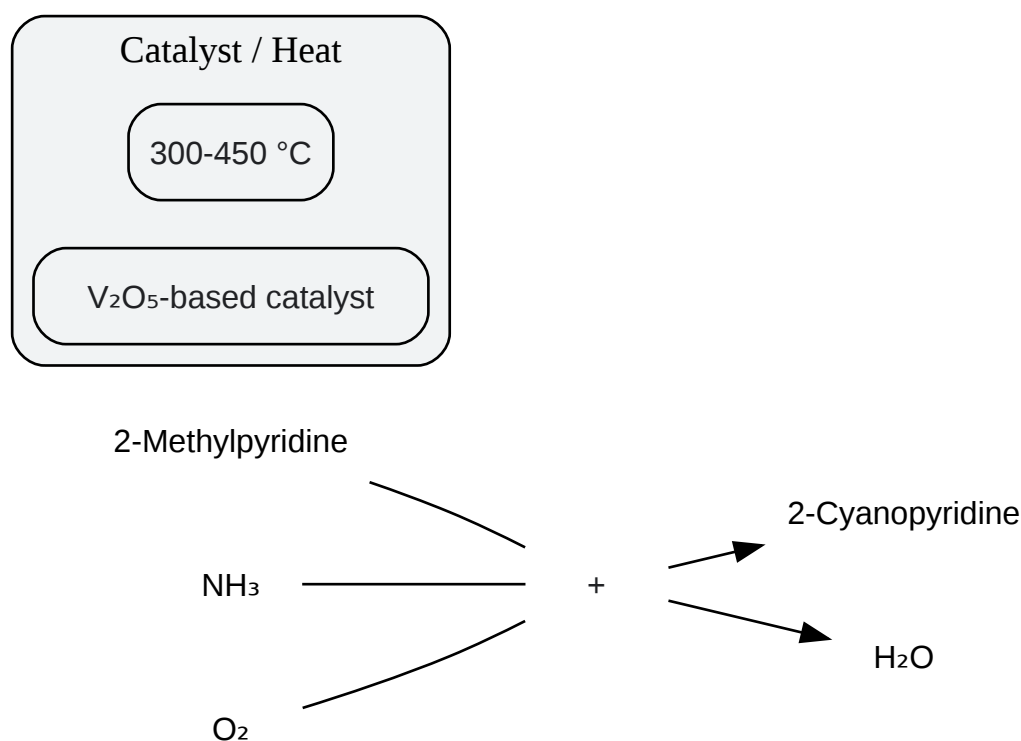 Catalyst / Heat
300-450 °C
V₂O₅-based catalyst
2-Methylpyridine
2-Cyanopyridine
NH₃
+
H₂O
O₂